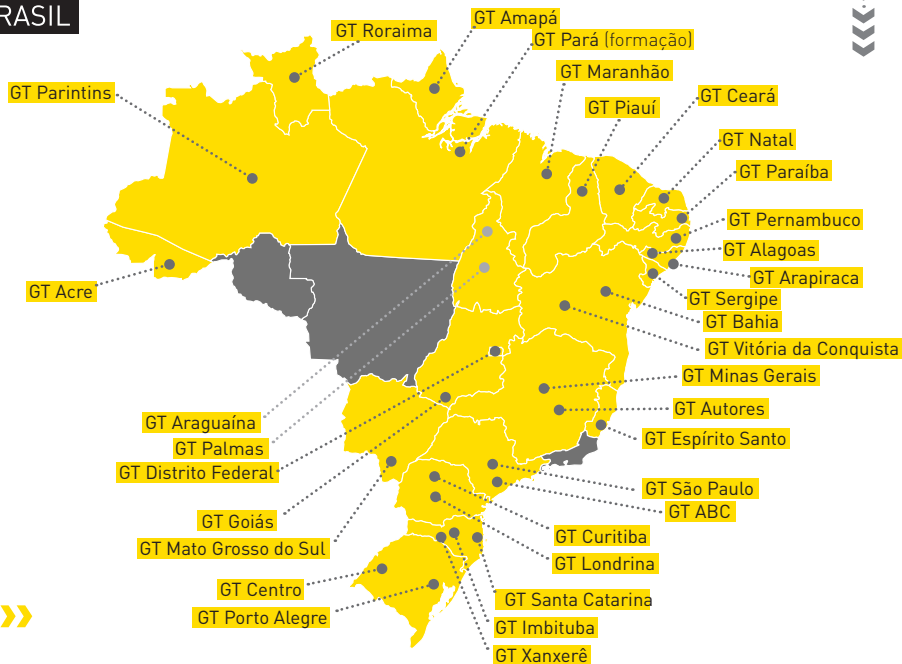 RASIL
GT Amapá
GT Roraima
GT Pará (formação)
GT Maranhão
GT Parintins
GT Ceará
GT Piauí
GT Natal
GT Paraíba
GT Pernambuco
GT Alagoas
GT Arapiraca
GT Acre
GT Sergipe
GT Bahia
GT Vitória da Conquista
GT Minas Gerais
GT Autores
GT Araguaína
GT Espírito Santo
GT Palmas
GT Distrito Federal
GT São Paulo
GT ABC
GT Goiás
GT Curitiba
GT Mato Grosso do Sul
GT Londrina
GT Centro
GT Santa Catarina
GT Porto Alegre
GT Imbituba
GT Xanxerê